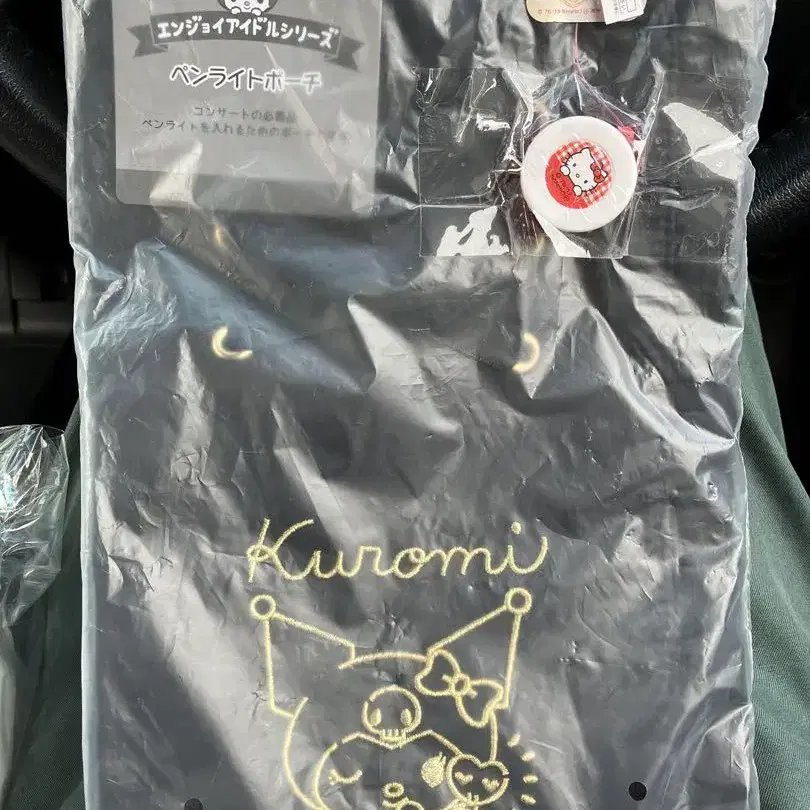 エンジョイアイドルシリーズ
ペンライトポーチ
コンサートの必需品
ペンライトを入れるためのポーチ
Kuromi